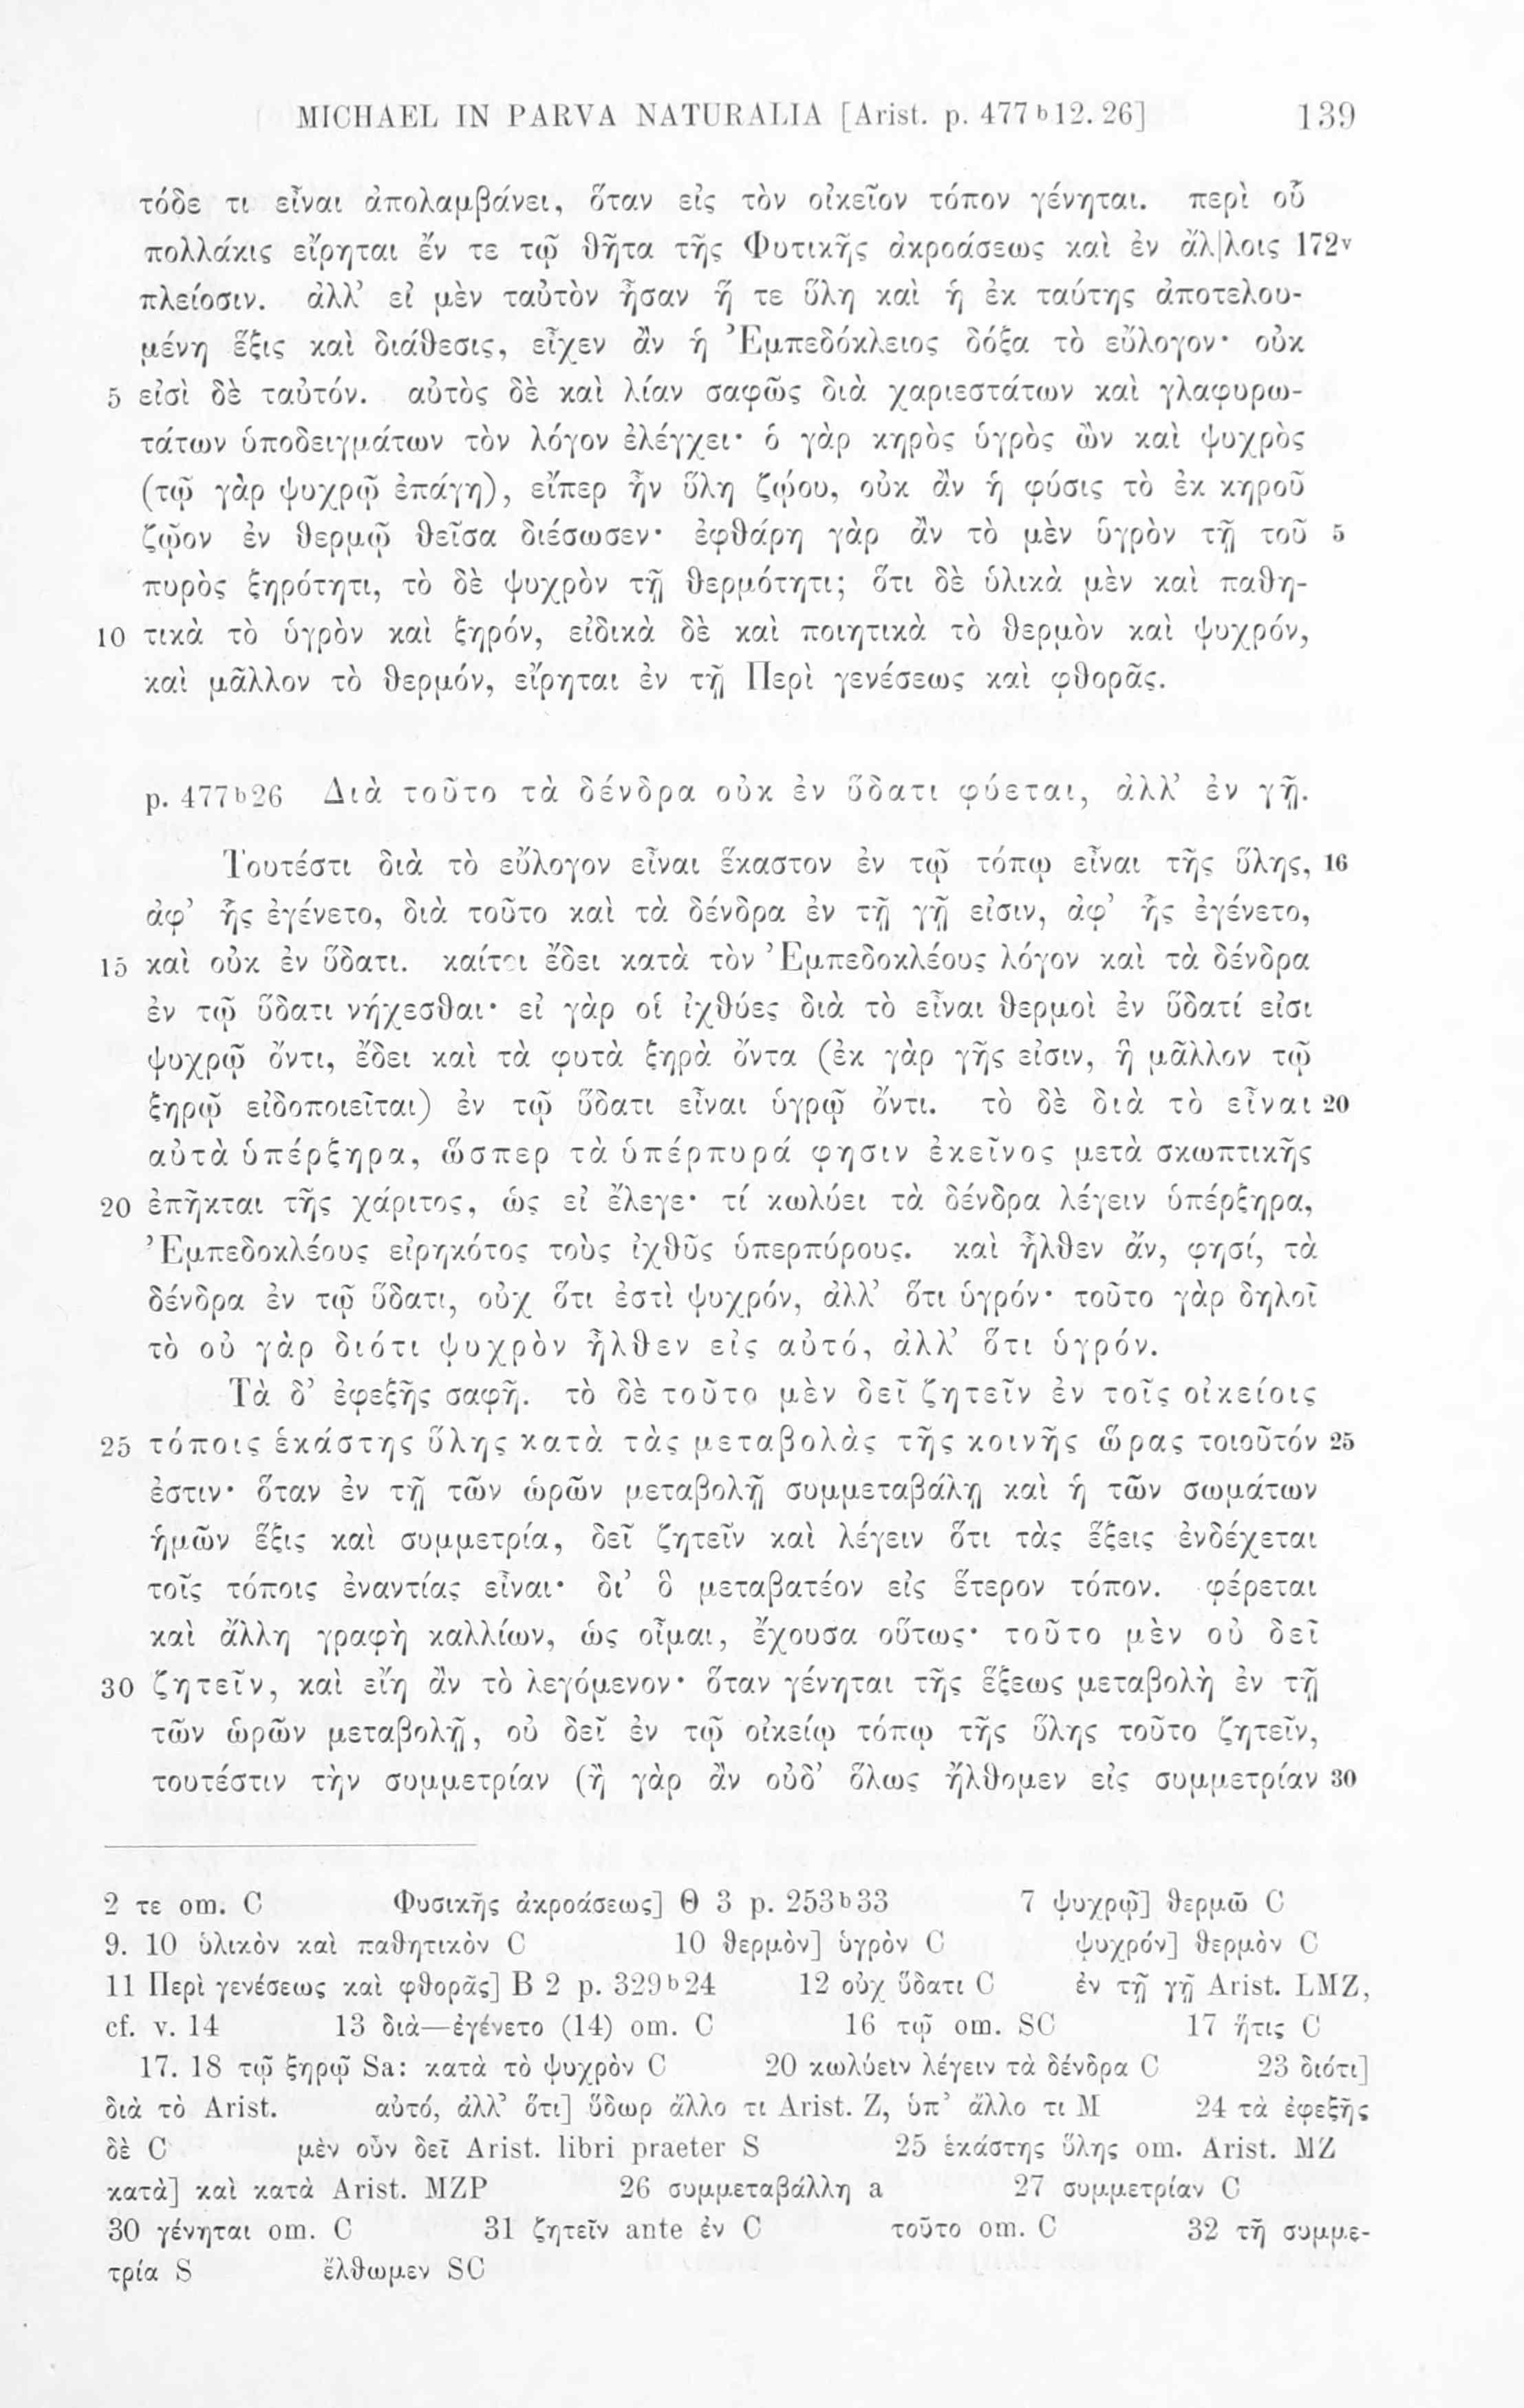 MICHAEL IN PARVA NATURALIA [Arist. p. 477 b 12. 26] 139
τόδε τι εἶναι ἀπολαμβάνει, ὅταν εἰς τὸν οἰκεῖον τόπον γένηται. περὶ οὗ
πολλάκις εἴρηται ἔν τε τῷ θῆτα τῆς Φυτικῆς ἀκροάσεως καὶ ἐν ἄλ|λοις 172v
πλείοσιν. ἀλλ’ εἰ μὲν ταὐτὸν ἦσαν ἥ τε ὕλη καὶ ἡ ἐκ ταύτης ἀποτελου-
μένη ἕξις καὶ διάθεσις, εἶχεν ἂν ἡ Ἐμπεδόκλειος δόξα τὸ εὔλογον· οὐκ
5 εἰσὶ δὲ ταὐτόν. αὐτὸς δὲ καὶ λίαν σαφῶς διὰ χαριεστάτων καὶ γλαφυρω-
τάτων ὑποδειγμάτων τὸν λόγον ἐλέγχει· ὁ γὰρ κηρὸς ὑγρὸς ὢν καὶ ψυχρὸς
(τῷ γὰρ ψυχρῷ ἐπάγη), εἴπερ ἦν ὕλη ζῴου, οὐκ ἂν ἡ φύσις τὸ ἐκ κηροῦ
ζῷον ἐν θερμῷ θεῖσα διέσωσεν· ἐφθάρη γὰρ ἂν τὸ μὲν ὑγρὸν τῇ τοῦ 5
πυρὸς ξηρότητι, τὸ δὲ ψυχρὸν τῇ θερμότητι; ὅτι δὲ ὑλικὰ μὲν καὶ παθη-
10 τικὰ τὸ ὑγρὸν καὶ ξηρόν, εἰδικὰ δὲ καὶ ποιητικὰ τὸ θερμὸν καὶ ψυχρόν,
καὶ μᾶλλον τὸ θερμόν, εἴρηται ἐν τῇ Περὶ γενέσεως καὶ φθορᾶς.
p. 477 b 26 Διὰ τοῦτο τὰ δένδρα οὐκ ἐν ὕδατι φύεται, ἀλλ’ ἐν γῇ.
Τουτέστι διὰ τὸ εὔλογον εἶναι ἕκαστον ἐν τῷ τόπῳ εἶναι τῆς ὕλης, 16
ἀφ’ ἧς ἐγένετο, διὰ τοῦτο καὶ τὰ δένδρα ἐν τῇ γῇ εἰσιν, ἀφ’ ἧς ἐγένετο,
15 καὶ οὐκ ἐν ὕδατι. καίτοι ἔδει κατὰ τὸν Ἐμπεδοκλέους λόγον καὶ τὰ δένδρα
ἐν τῷ ὕδατι νήχεσθαι· εἰ γὰρ οἱ ἰχθύες διὰ τὸ εἶναι θερμοὶ ἐν ὕδατί εἰσι
ψυχρῷ ὄντι, ἔδει καὶ τὰ φυτὰ ξηρὰ ὄντα (ἐκ γὰρ γῆς εἰσιν, ἢ μᾶλλον τῷ
ξηρῷ εἰδοποιεῖται) ἐν τῷ ὕδατι εἶναι ὑγρῷ ὄντι. τὸ δὲ διὰ τὸ εἶναι 20
αὐτὰ ὑπέρξηρα, ὥσπερ τὰ ὑπέρπυρά φησιν ἐκεῖνος μετὰ σκωπτικῆς
20 ἐπῆκται τῆς χάριτος, ὡς εἰ ἔλεγε· τί κωλύει τὰ δένδρα λέγειν ὑπέρξηρα,
Ἐμπεδοκλέους εἰρηκότος τοὺς ἰχθῦς ὑπερπύρους. καὶ ἦλθεν ἄν, φησί, τὰ
δένδρα ἐν τῷ ὕδατι, οὐχ ὅτι ἐστὶ ψυχρόν, ἀλλ’ ὅτι ὑγρόν· τοῦτο γὰρ δηλοῖ
τὸ οὐ γὰρ διότι ψυχρὸν ἦλθεν εἰς αὐτό, ἀλλ’ ὅτι ὑγρόν.
Τὰ δ’ ἐφεξῆς σαφῆ. τὸ δὲ τοῦτο μὲν δεῖ ζητεῖν ἐν τοῖς οἰκείοις
25 τόποις ἑκάστης ὕλης κατὰ τὰς μεταβολὰς τῆς κοινῆς ὥρας τοιοῦτόν 25
ἐστιν· ὅταν ἐν τῇ τῶν ὡρῶν μεταβολῇ συμμεταβάλῃ καὶ ἡ τῶν σωμάτων
ἡμῶν ἕξις καὶ συμμετρία, δεῖ ζητεῖν καὶ λέγειν ὅτι τὰς ἕξεις ἐνδέχεται
τοῖς τόποις ἐναντίας εἶναι· δι’ ὃ μεταβατέον εἰς ἕτερον τόπον. φέρεται
καὶ ἄλλη γραφὴ καλλίων, ὡς οἶμαι, ἔχουσα οὕτως· τοῦτο μὲν οὐ δεῖ
30 ζητεῖν, καὶ εἴη ἂν τὸ λεγόμενον· ὅταν γένηται τῆς ἕξεως μεταβολὴ ἐν τῇ
τῶν ὡρῶν μεταβολῇ, οὐ δεῖ ἐν τῷ οἰκείῳ τόπῳ τῆς ὕλης τοῦτο ζητεῖν,
τουτέστιν τὴν συμμετρίαν (ἢ γὰρ ἂν οὐδ’ ὅλως ἤλθομεν εἰς συμμετρίαν 30
2 τε om. C Φυσικῆς ἀκροάσεως] Θ 3 p. 253 b 33 7 ψυχρῷ] θερμῶ C
9. 10 ὑλικὸν καὶ παθητικὸν C 10 θερμὸν] ὑγρὸν C ψυχρόν] θερμὸν C
11 Περὶ γενέσεως καὶ φθορᾶς] B 2 p. 329 b 24 12 οὐχ ὕδατι C ἐν τῇ γῇ Arist. LMZ,
cf. v. 14 13 διὰ—ἐγένετο (14) om. C 16 τῷ om. SC 17 ἥτις C
17. 18 τῷ ξηρῷ Sa: κατὰ τὸ ψυχρὸν C 20 κωλύειν λέγειν τὰ δένδρα C 23 διότι]
διὰ τὸ Arist. αὐτό, ἀλλ’ ὅτι] ὕδωρ ἄλλο τι Arist. Z, ὑπ’ ἄλλο τι M 24 τὰ ἐφεξῆς
δὲ C μὲν οὖν δεῖ Arist. libri praeter S 25 ἑκάστης ὕλης om. Arist. MZ
κατὰ] καὶ κατὰ Arist. MZP 26 συμμεταβάλλη a 27 συμμετρίαν C
30 γένηται om. C 31 ζητεῖν ante ἐν C τοῦτο om. C 32 τῆ συμμε-
τρία S ἔλθωμεν SC